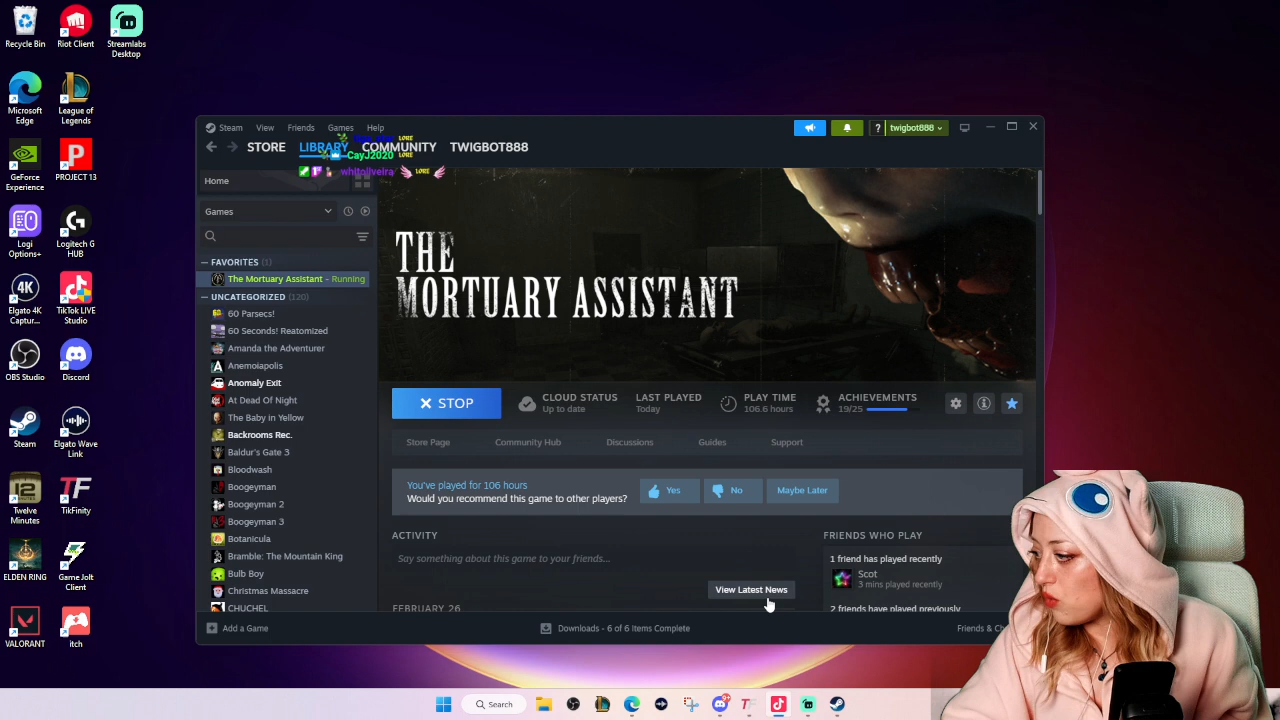 Recycle Bin
Riot Client
Streamlabs
Desktop
Microsoft
Edge
League of
Legends
GeForce
Experience
PROJECT 13
Logi
Options+
Logitech G
HUB
Elgato 4K
Captur...
TikTok LIVE
Studio
OBS Studio
Discord
Steam
Elgato Wave
Link
Twelve
Minutes
TikFinity
ELDEN RING
Game Jolt
Client
VALORANT
itch
Steam View Friends Games Help
twigbot888
STORE LIBRARY COMMUNITY TWIGBOT888
LORE
CayJ2020 LORE
whitoliveira LORE
Home
Games
FAVORITES (1)
The Mortuary Assistant - Running
UNCATEGORIZED (120)
60 Parsecs!
60 Seconds! Reatomized
Amanda the Adventurer
Anemoiapolis
Anomaly Exit
At Dead Of Night
The Baby in Yellow
Backrooms Rec.
Baldur's Gate 3
Bloodwash
Boogeyman
Boogeyman 2
Boogeyman 3
Botanicula
Bramble: The Mountain King
Bulb Boy
Christmas Massacre
CHUCHEL
THE
MORTUARY ASSISTANT
STOP
CLOUD STATUS
Up to date
LAST PLAYED
Today
PLAY TIME
106.6 hours
ACHIEVEMENTS
19/25
Store Page Community Hub Discussions Guides Support
You've played for 106 hours
Would you recommend this game to other players?
Yes
No
Maybe Later
ACTIVITY
Say something about this game to your friends...
View Latest News
FEBRUARY 26
FRIENDS WHO PLAY
1 friend has played recently
Scot
3 mins played recently
2 friends have played previously
Add a Game
Downloads - 6 of 6 Items Complete
Friends & Ch
Search